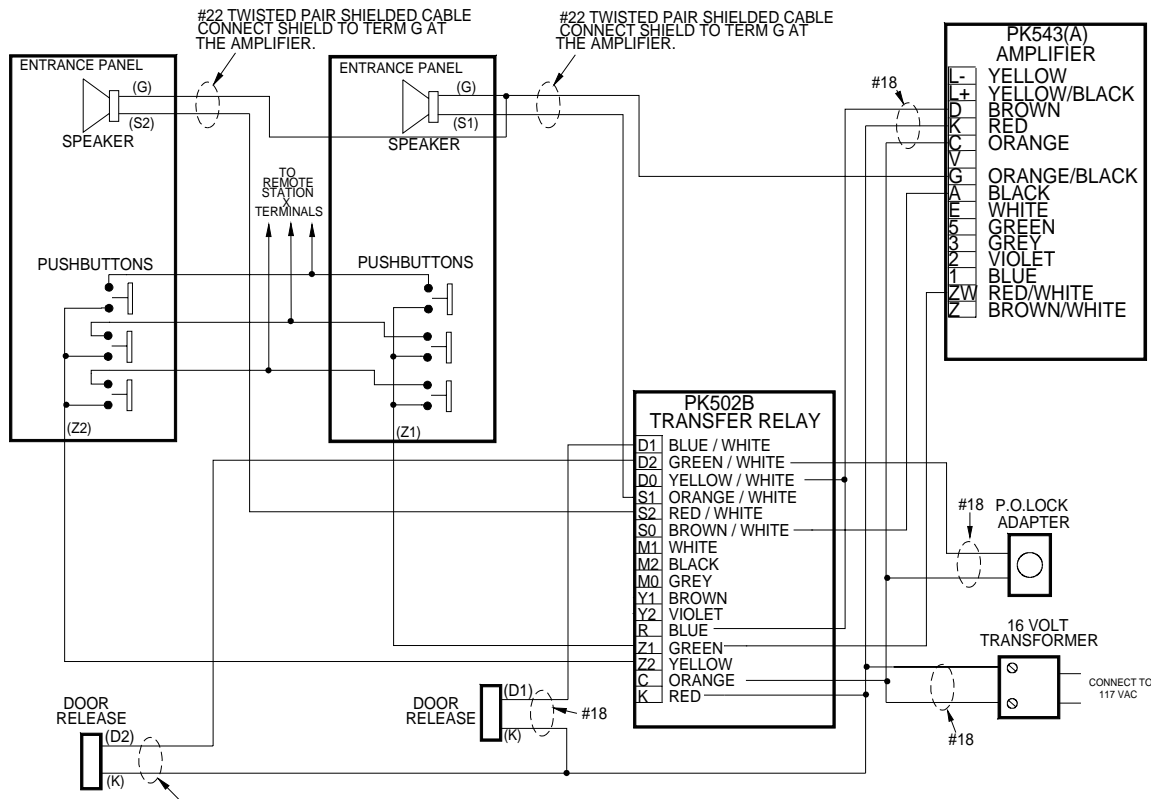 #22 TWISTED PAIR SHIELDED CABLE
CONNECT SHIELD TO TERM G AT
THE AMPLIFIER.
#22 TWISTED PAIR SHIELDED CABLE
CONNECT SHIELD TO TERM G AT
THE AMPLIFIER.
ENTRANCE PANEL
(G)
(S2)
SPEAKER
PUSHBUTTONS
(Z2)
TO
REMOTE
STATION
X
TERMINALS
ENTRANCE PANEL
(G)
(S1)
SPEAKER
PUSHBUTTONS
(Z1)
#18
PK543(A)
AMPLIFIER
L- YELLOW
L+ YELLOW/BLACK
D BROWN
K RED
C ORANGE
V
G ORANGE/BLACK
A BLACK
E WHITE
5 GREEN
3 GREY
2 VIOLET
1 BLUE
ZW RED/WHITE
Z BROWN/WHITE
PK502B
TRANSFER RELAY
D1 BLUE / WHITE
D2 GREEN / WHITE
D0 YELLOW / WHITE
S1 ORANGE / WHITE
S2 RED / WHITE
S0 BROWN / WHITE
M1 WHITE
M2 BLACK
M0 GREY
Y1 BROWN
Y2 VIOLET
R BLUE
Z1 GREEN
Z2 YELLOW
C ORANGE
K RED
#18
P.O.LOCK
ADAPTER
16 VOLT
TRANSFORMER
CONNECT TO
117 VAC
#18
DOOR
RELEASE
(D1)
(K)
#18
DOOR
RELEASE
(D2)
(K)